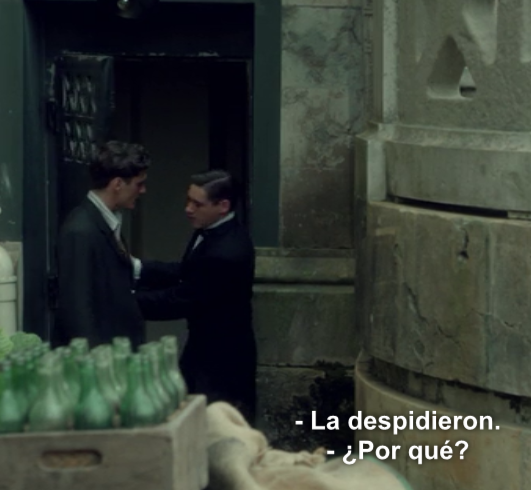 - La despidieron.
- ¿Por qué?